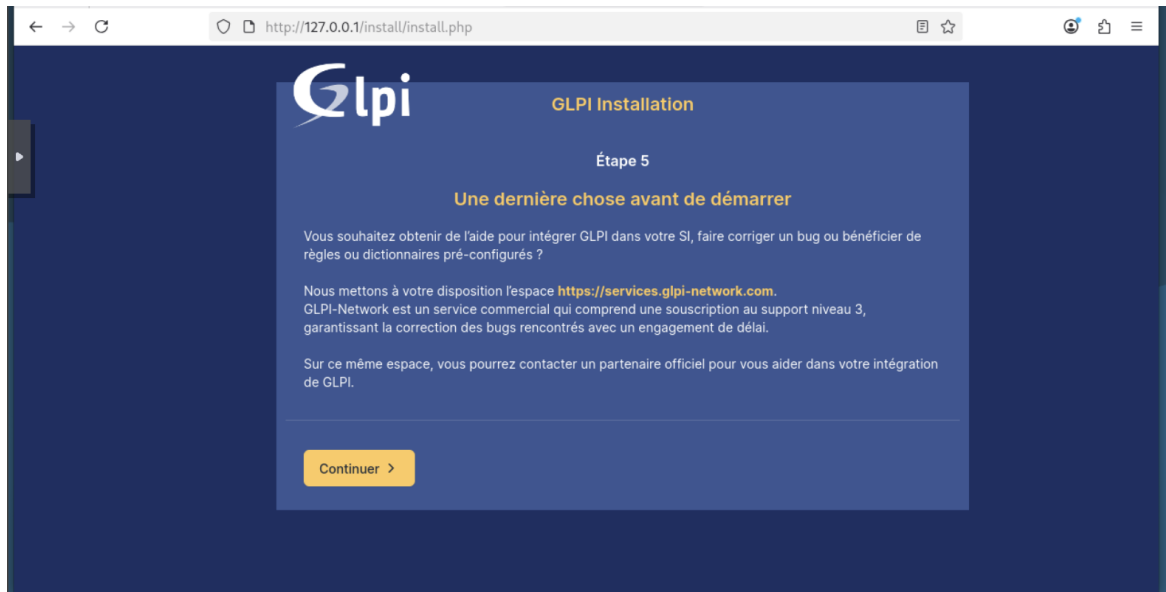 http://127.0.0.1/install/install.php
Glpi
GLPI Installation
Étape 5
Une dernière chose avant de démarrer
Vous souhaitez obtenir de l'aide pour intégrer GLPI dans votre SI, faire corriger un bug ou bénéficier de
règles ou dictionnaires pré-configurés ?
Nous mettons à votre disposition l'espace https://services.glpi-network.com.
GLPI-Network est un service commercial qui comprend une souscription au support niveau 3,
garantissant la correction des bugs rencontrés avec un engagement de délai.
Sur ce même espace, vous pourrez contacter un partenaire officiel pour vous aider dans votre intégration
de GLPI.
Continuer